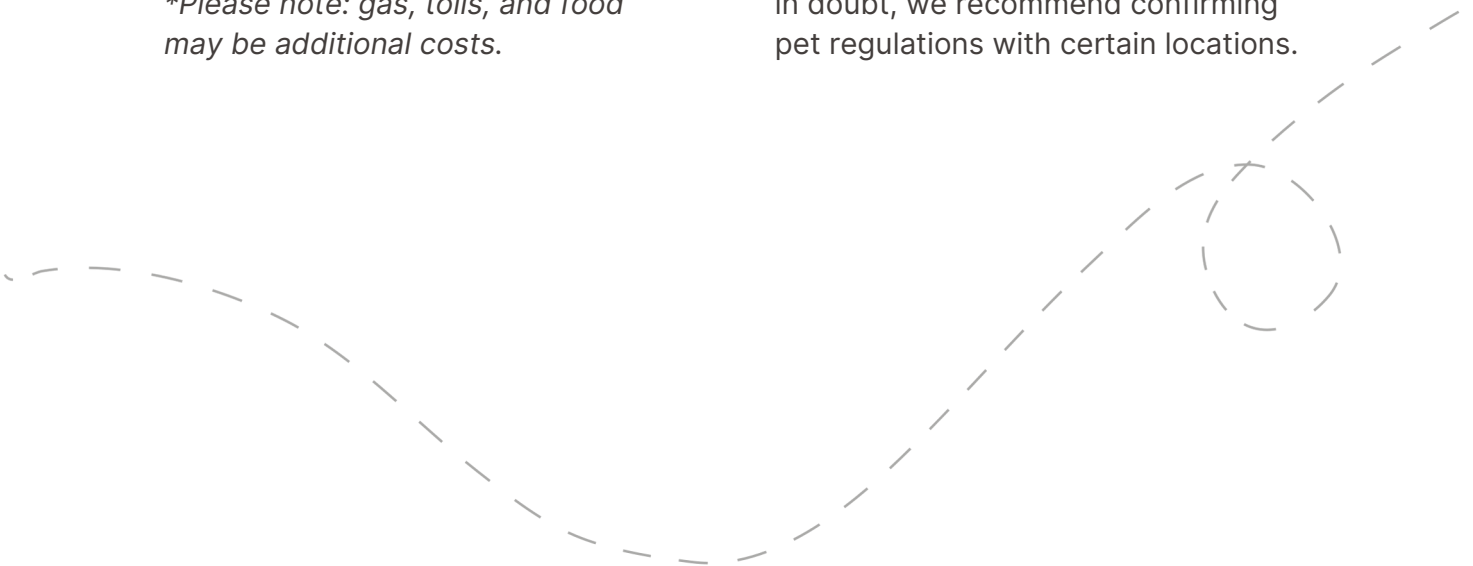 *Please note: gas, tolls, and food
may be additional costs.
in doubt, we recommend confirming
pet regulations with certain locations.